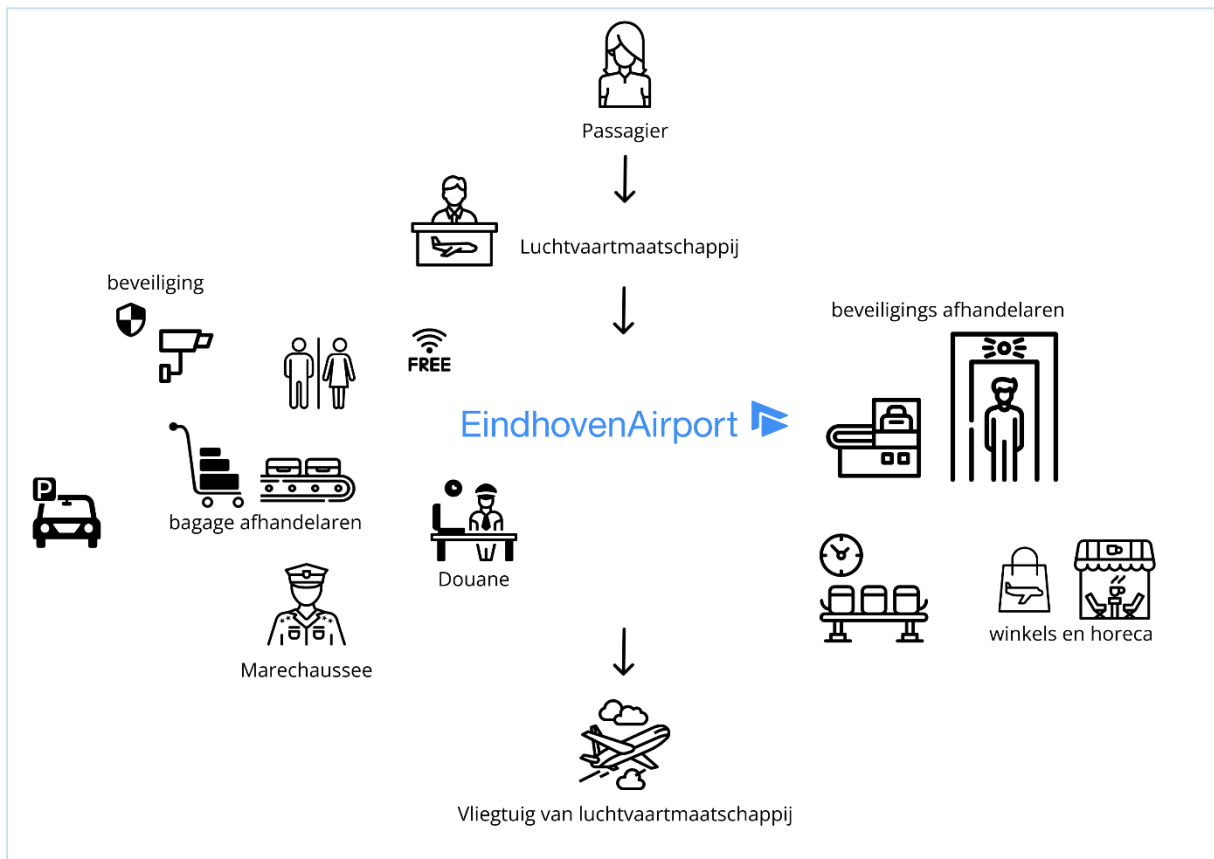 Passagier
Luchtvaartmaatschappij
beveiliging
beveiligings afhandelaren
FREE
EindhovenAirport
P
bagage afhandelaren
Douane
Marechaussee
winkels en horeca
Vliegtuig van luchtvaartmaatschappij